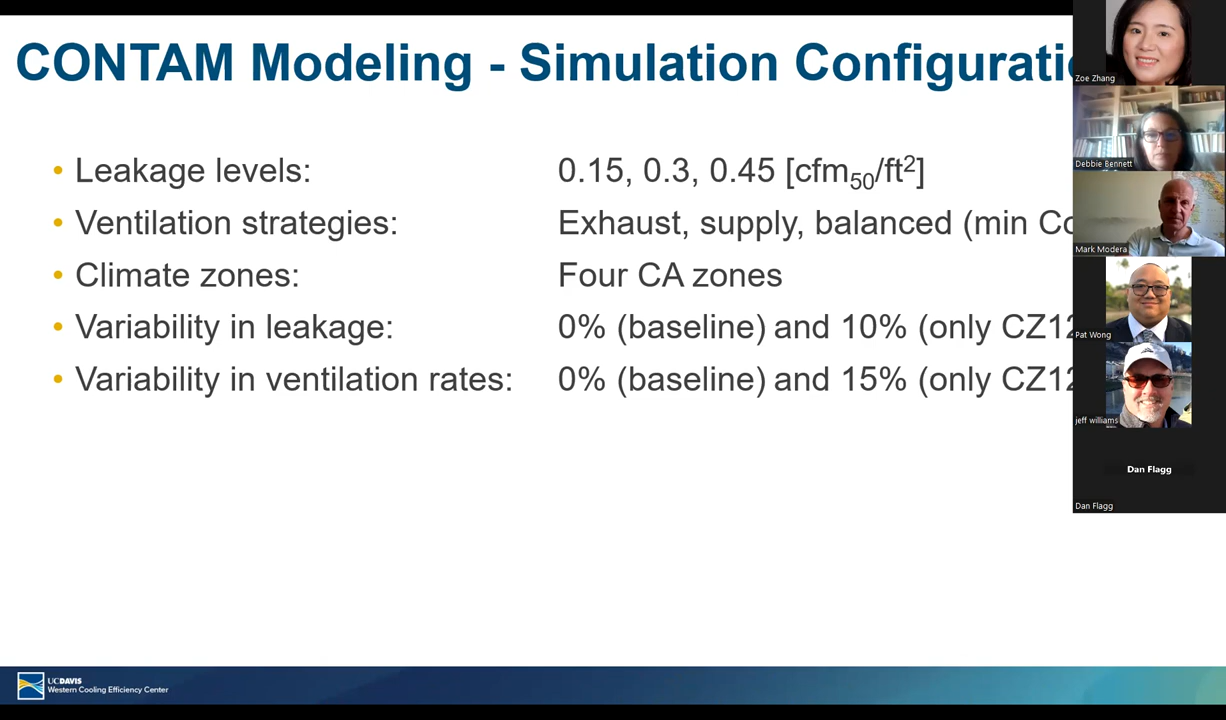 CONTAM Modeling - Simulation Configurati
• Leakage levels: 0.15, 0.3, 0.45 [cfm50/ft2]
• Ventilation strategies: Exhaust, supply, balanced (min Co
• Climate zones: Four CA zones
• Variability in leakage: 0% (baseline) and 10% (only CZ12
• Variability in ventilation rates: 0% (baseline) and 15% (only CZ12
Zoe Zhang
Debbie Bennett
Mark Modera
Pat Wong
jeff williams
Dan Flagg
Dan Flagg
UCDAVIS
Western Cooling Efficiency Center